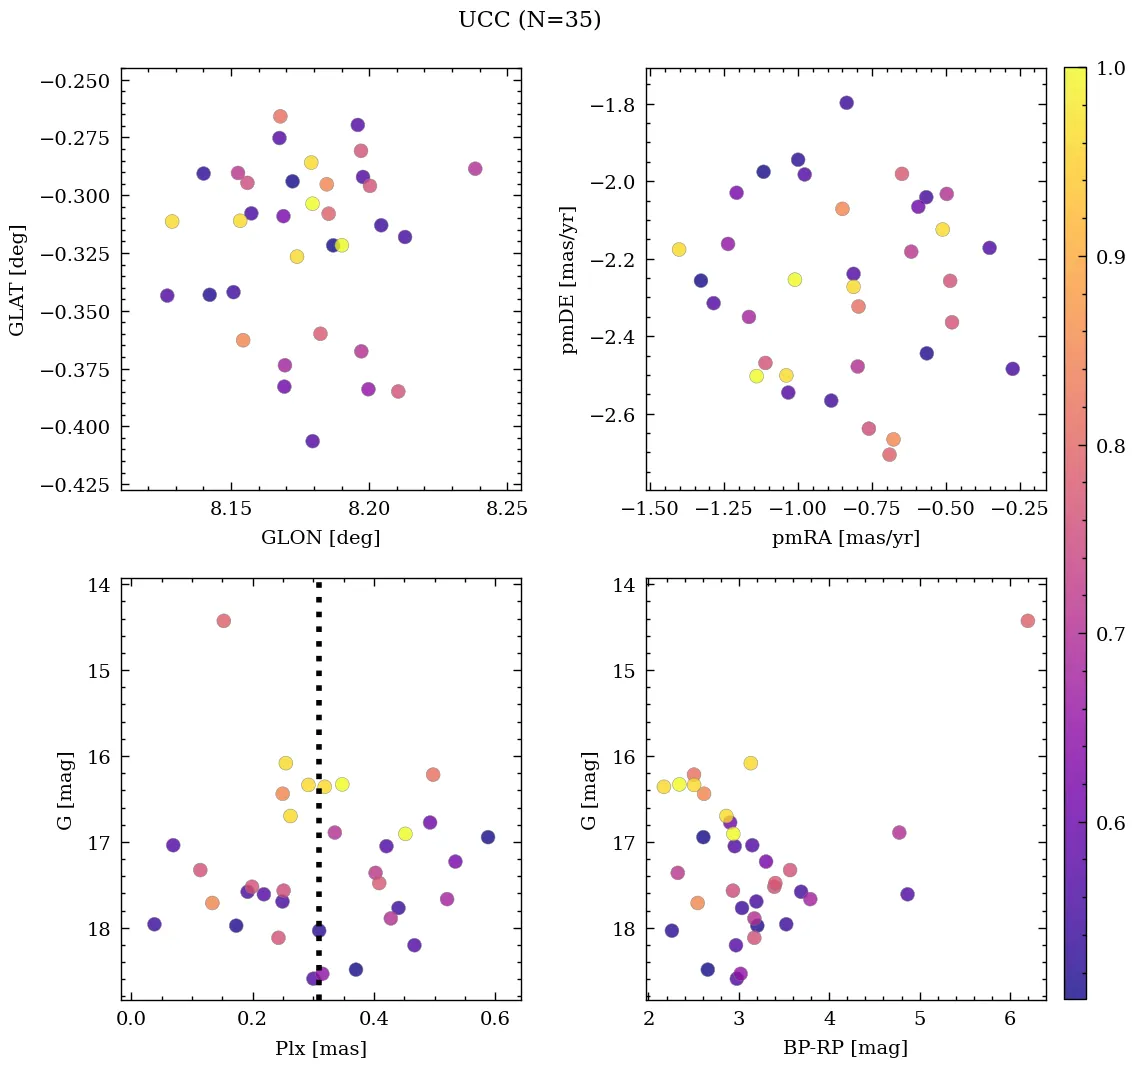 UCC (N=35)
−0.250
−0.275
−0.300
−0.325
−0.350
−0.375
−0.400
−0.425
GLAT [deg]
8.15 8.20 8.25
GLON [deg]
−1.8
−2.0
−2.2
−2.4
−2.6
pmDE [mas/yr]
−1.50 −1.25 −1.00 −0.75 −0.50 −0.25
pmRA [mas/yr]
14
15
16
17
18
G [mag]
0.0 0.2 0.4 0.6
Plx [mas]
14
15
16
17
18
G [mag]
2 3 4 5 6
BP-RP [mag]
1.0
0.9
0.8
0.7
0.6